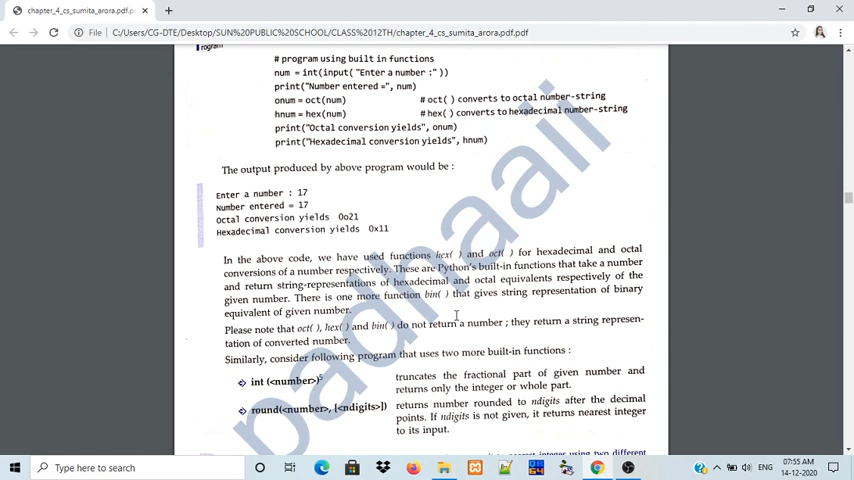 chapter_4_cs_sumita_arora.pdf.pdf
File | C:/Users/CG-DTE/Desktop/SUN%20PUBLIC%20SCHOOL/CLASS%2012TH/chapter_4_cs_sumita_arora.pdf.pdf
rogram
# program using built in functions
num = int(input( "Enter a number :" ))
print("Number entered =", num)
onum = oct(num) # oct( ) converts to octal number-string
hnum = hex(num) # hex( ) converts to hexadecimal number-string
print("Octal conversion yields", onum)
print("Hexadecimal conversion yields", hnum)
The output produced by above program would be :
Enter a number : 17
Number entered = 17
Octal conversion yields 0o21
Hexadecimal conversion yields 0x11
In the above code, we have used functions hex( ) and oct( ) for hexadecimal and octal
conversions of a number respectively. These are Python's built-in functions that take a number
and return string-representations of hexadecimal and octal equivalents respectively of the
given number. There is one more function bin( ) that gives string representation of binary
equivalent of given number.
Please note that oct( ), hex( ) and bin( ) do not return a number ; they return a string represen-
tation of converted number.
Similarly, consider following program that uses two more built-in functions :
int (<number>)5 truncates the fractional part of given number and
returns only the integer or whole part.
round(<number>, [<ndigits>]) returns number rounded to ndigits after the decimal
points. If ndigits is not given, it returns nearest integer
to its input.
nearest integer using two different
padhaaii
Type here to search
ENG
07:55 AM
14-12-2020